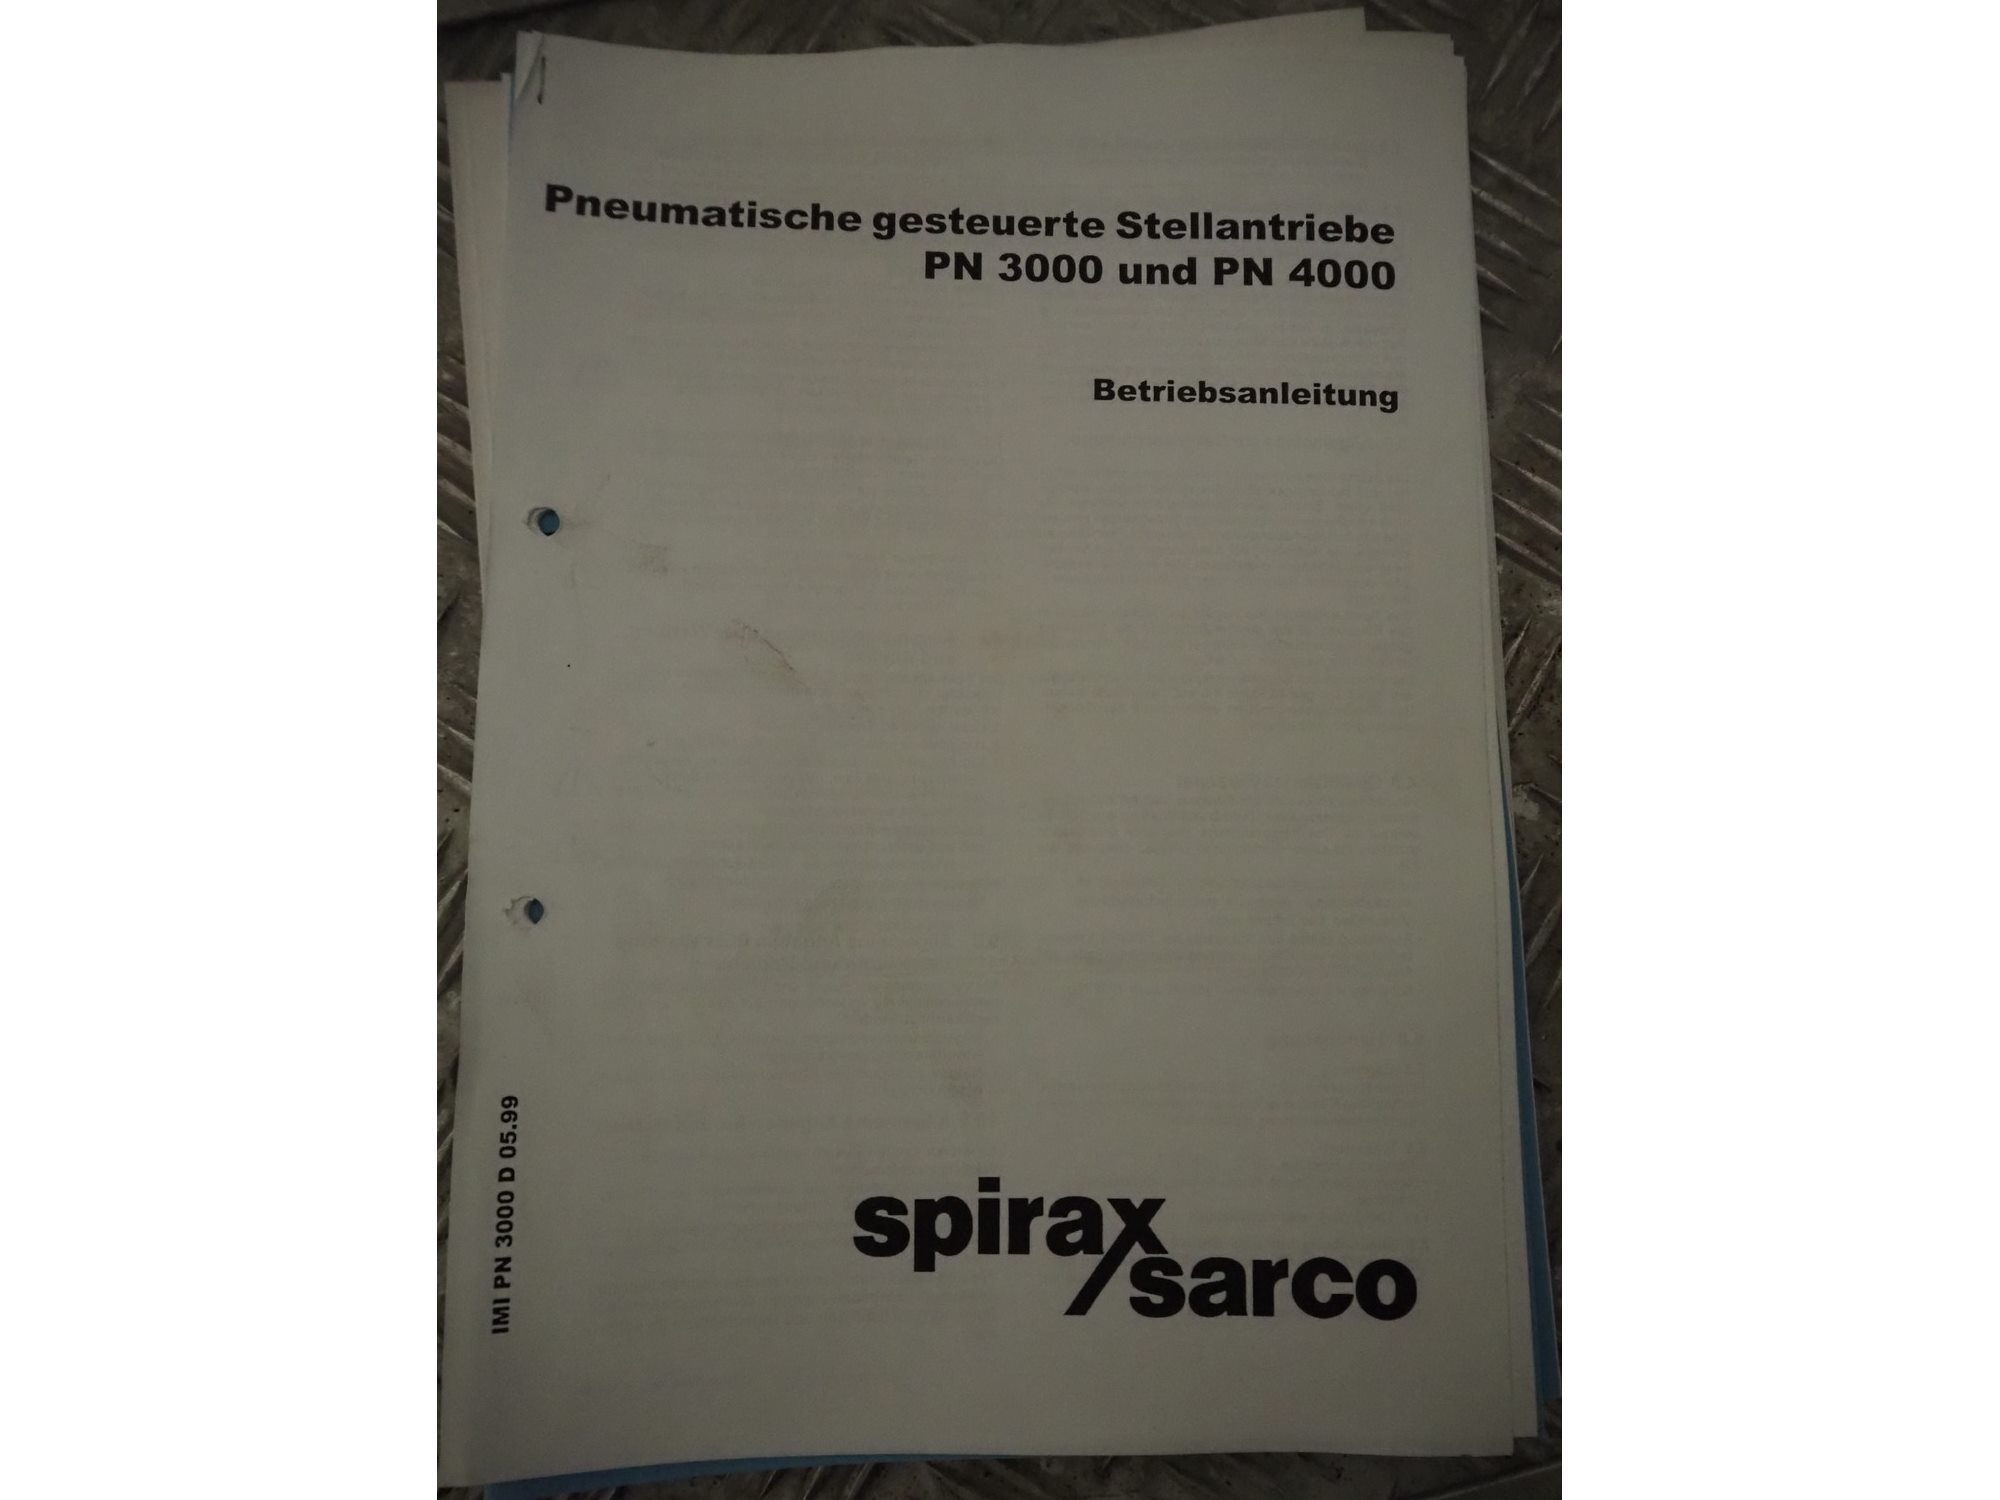 Pneumatische gesteuerte Stellantriebe
PN 3000 und PN 4000
Betriebsanleitung
IMI PN 3000 D 05.99
spirax
sarco